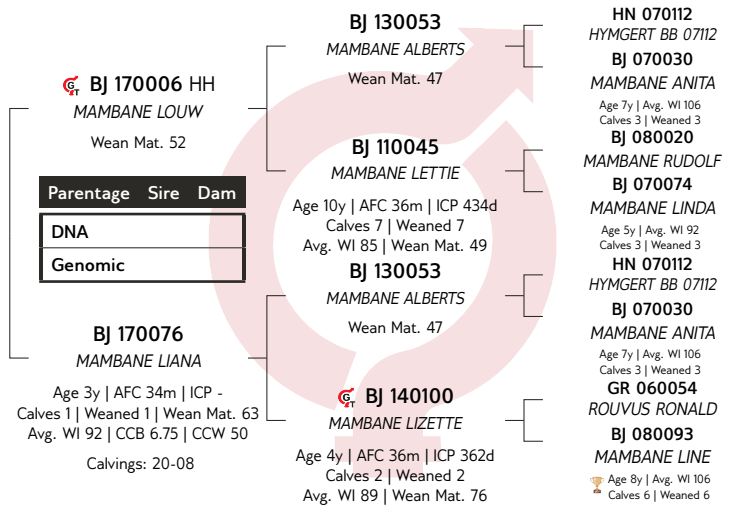 BJ 170006 HH
MAMBANE LOUW
Wean Mat. 52
Parentage Sire Dam
DNA
Genomic
BJ 170076
MAMBANE LIANA
Age 3y | AFC 34m | ICP -
Calves 1 | Weaned 1 | Wean Mat. 63
Avg. WI 92 | CCB 6.75 | CCW 50
Calvings: 20-08
BJ 130053
MAMBANE ALBERTS
Wean Mat. 47
BJ 110045
MAMBANE LETTIE
Age 10y | AFC 36m | ICP 434d
Calves 7 | Weaned 7
Avg. WI 85 | Wean Mat. 49
BJ 130053
MAMBANE ALBERTS
Wean Mat. 47
GT BJ 140100
MAMBANE LIZETTE
Age 4y | AFC 36m | ICP 362d
Calves 2 | Weaned 2
Avg. WI 89 | Wean Mat. 76
HN 070112
HYMGERT BB 07112
BJ 070030
MAMBANE ANITA
Age 7y | Avg. WI 106
Calves 3 | Weaned 3
BJ 080020
MAMBANE RUDOLF
BJ 070074
MAMBANE LINDA
Age 5y | Avg. WI 92
Calves 3 | Weaned 3
HN 070112
HYMGERT BB 07112
BJ 070030
MAMBANE ANITA
Age 7y | Avg. WI 106
Calves 3 | Weaned 3
GR 060054
ROUVUS RONALD
BJ 080093
MAMBANE LINE
Age 8y | Avg. WI 106
Calves 6 | Weaned 6